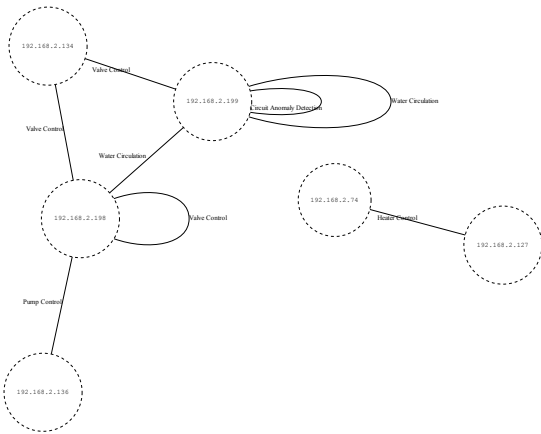 192.168.2.134
Valve Control
192.168.2.199
Water Circulation
Circuit Anomaly Detection
Valve Control
Water Circulation
192.168.2.74
192.168.2.198
Valve Control
Heater Control
192.168.2.127
Pump Control
192.168.2.136